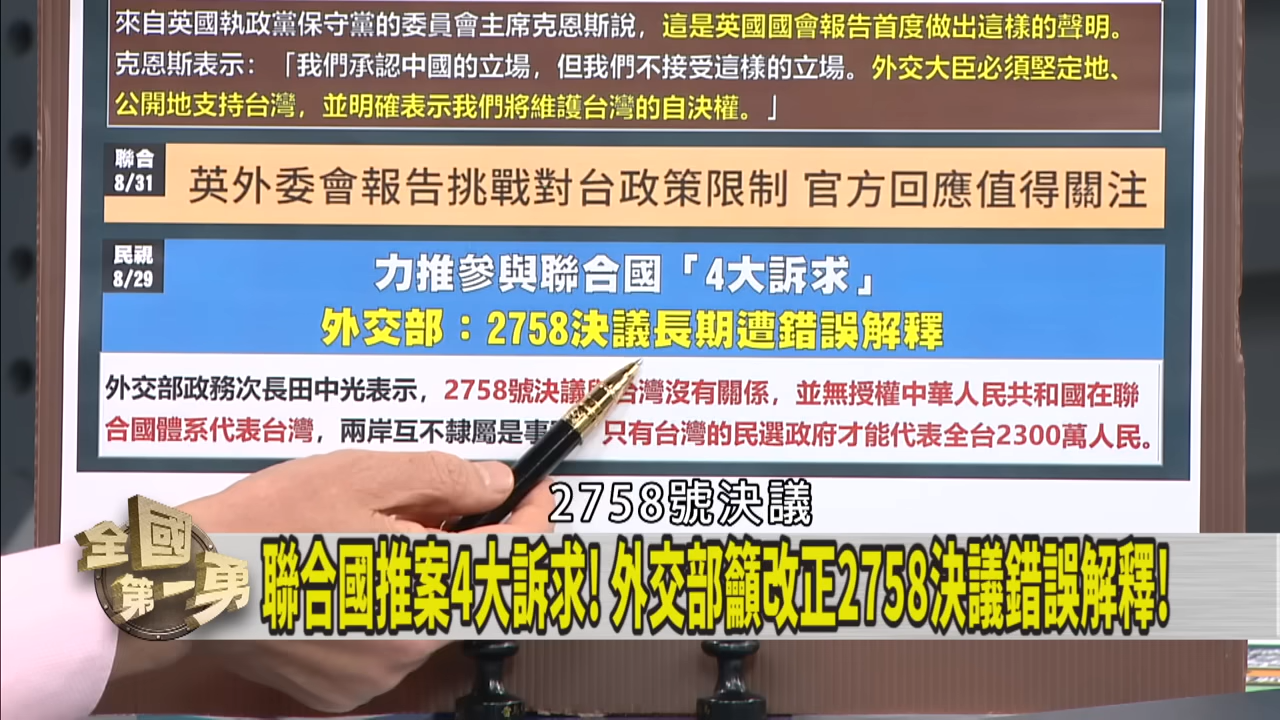 來自英國執政黨保守黨的委員會主席克恩斯說，這是英國國會報告首度做出這樣的聲明。
克恩斯表示：「我們承認中國的立場，但我們不接受這樣的立場。外交大臣必須堅定地、
公開地支持台灣，並明確表示我們將維護台灣的自決權。」
聯合
8/31
英外委會報告挑戰對台政策限制 官方回應值得關注
民視
8/29
力推參與聯合國「4大訴求」
外交部：2758決議長期遭錯誤解釋
外交部政務次長田中光表示，2758號決議與台灣沒有關係，並無授權中華人民共和國在聯
合國體系代表台灣，兩岸互不隸屬是事 只有台灣的民選政府才能代表全台2300萬人民。
2758號決議
全國第一勇
聯合國推案4大訴求！外交部籲改正2758決議錯誤解釋！